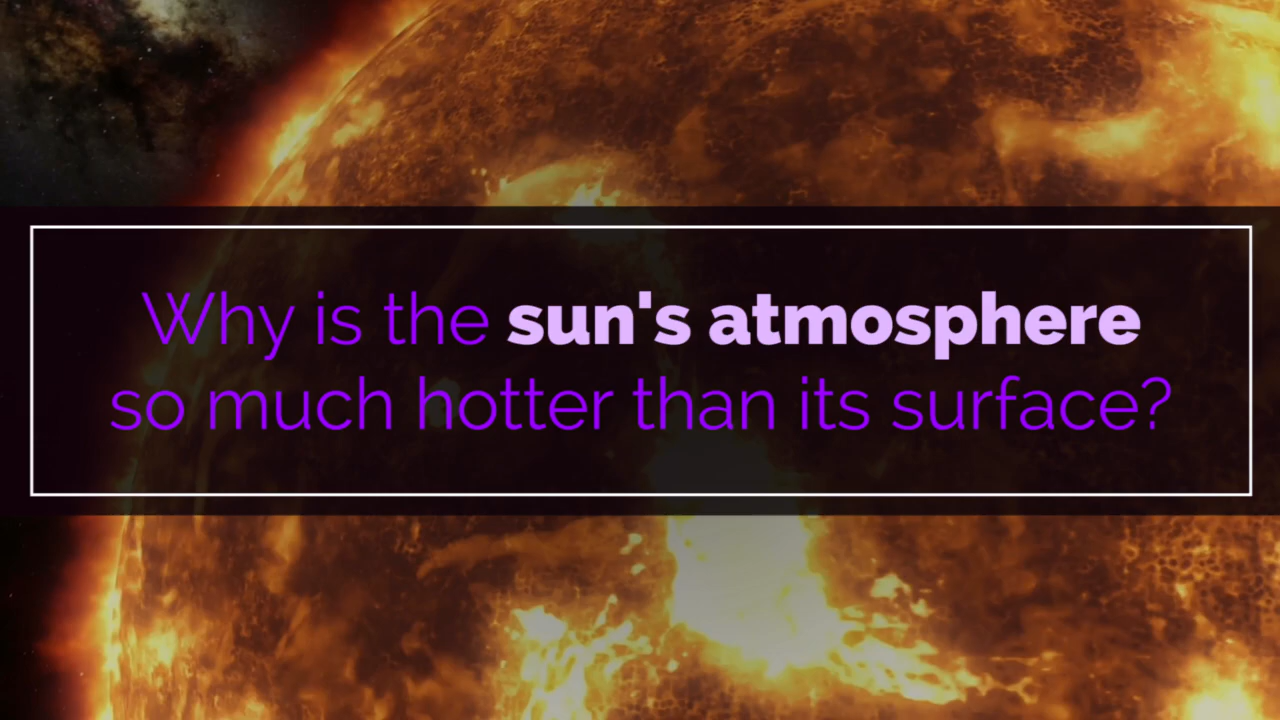 Why is the sun's atmosphere
so much hotter than its surface?